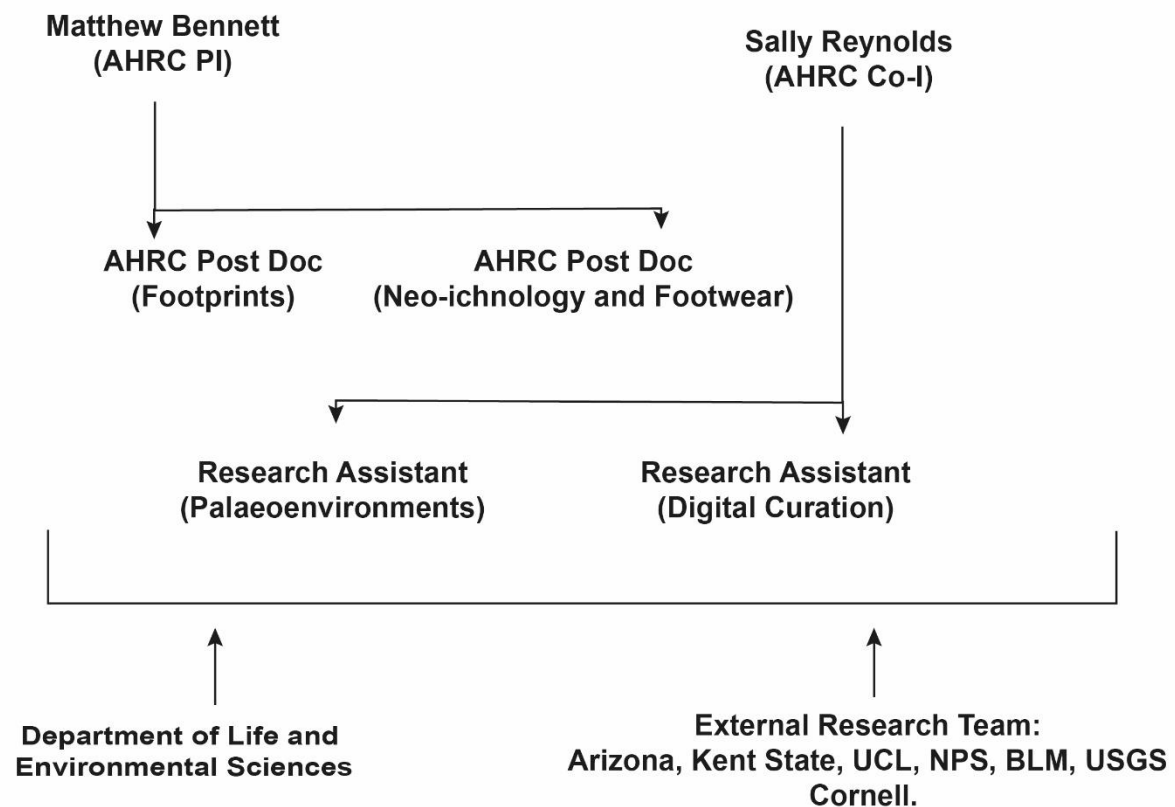 Matthew Bennett
(AHRC PI)
Sally Reynolds
(AHRC Co-I)
AHRC Post Doc
(Footprints)
AHRC Post Doc
(Neo-ichnology and Footwear)
Research Assistant
(Palaeoenvironments)
Research Assistant
(Digital Curation)
Department of Life and
Environmental Sciences
External Research Team:
Arizona, Kent State, UCL, NPS, BLM, USGS
Cornell.